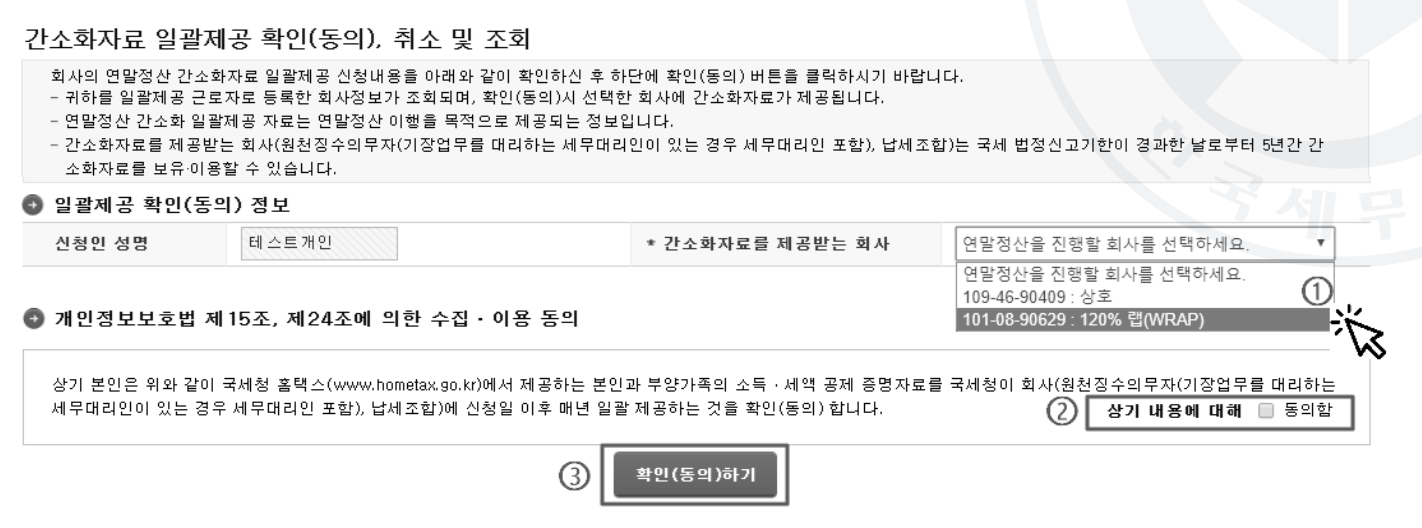 간소화자료 일괄제공 확인(동의), 취소 및 조회
회사의 연말정산 간소화자료 일괄제공 신청내용을 아래와 같이 확인하신 후 하단에 확인(동의) 버튼을 클릭하시기 바랍니다.
- 귀하를 일괄제공 근로자로 등록한 회사정보가 조회되며, 확인(동의)시 선택한 회사에 간소화자료가 제공됩니다.
- 연말정산 간소화 일괄제공 자료는 연말정산 이행을 목적으로 제공되는 정보입니다.
- 간소화자료를 제공받는 회사(원천징수의무자(기장업무를 대리하는 세무대리인이 있는 경우 세무대리인 포함), 납세조합)는 국세 법정신고기한이 경과한 날로부터 5년간 간
소화자료를 보유·이용할 수 있습니다.
한국세무
일괄제공 확인(동의) 정보
신청인 성명 테스트개인 * 간소화자료를 제공받는 회사 연말정산을 진행할 회사를 선택하세요. ▼
연말정산을 진행할 회사를 선택하세요.
109-46-90409 : 상호 ①
101-08-90629 : 120% 랩(WRAP)
개인정보보호법 제15조, 제24조에 의한 수집·이용 동의
상기 본인은 위와 같이 국세청 홈택스(www.hometax.go.kr)에서 제공하는 본인과 부양가족의 소득·세액 공제 증명자료를 국세청이 회사(원천징수의무자(기장업무를 대리하는
세무대리인이 있는 경우 세무대리인 포함), 납세조합)에 신청일 이후 매년 일괄 제공하는 것을 확인(동의) 합니다.
② 상기 내용에 대해 동의함
③ 확인(동의)하기